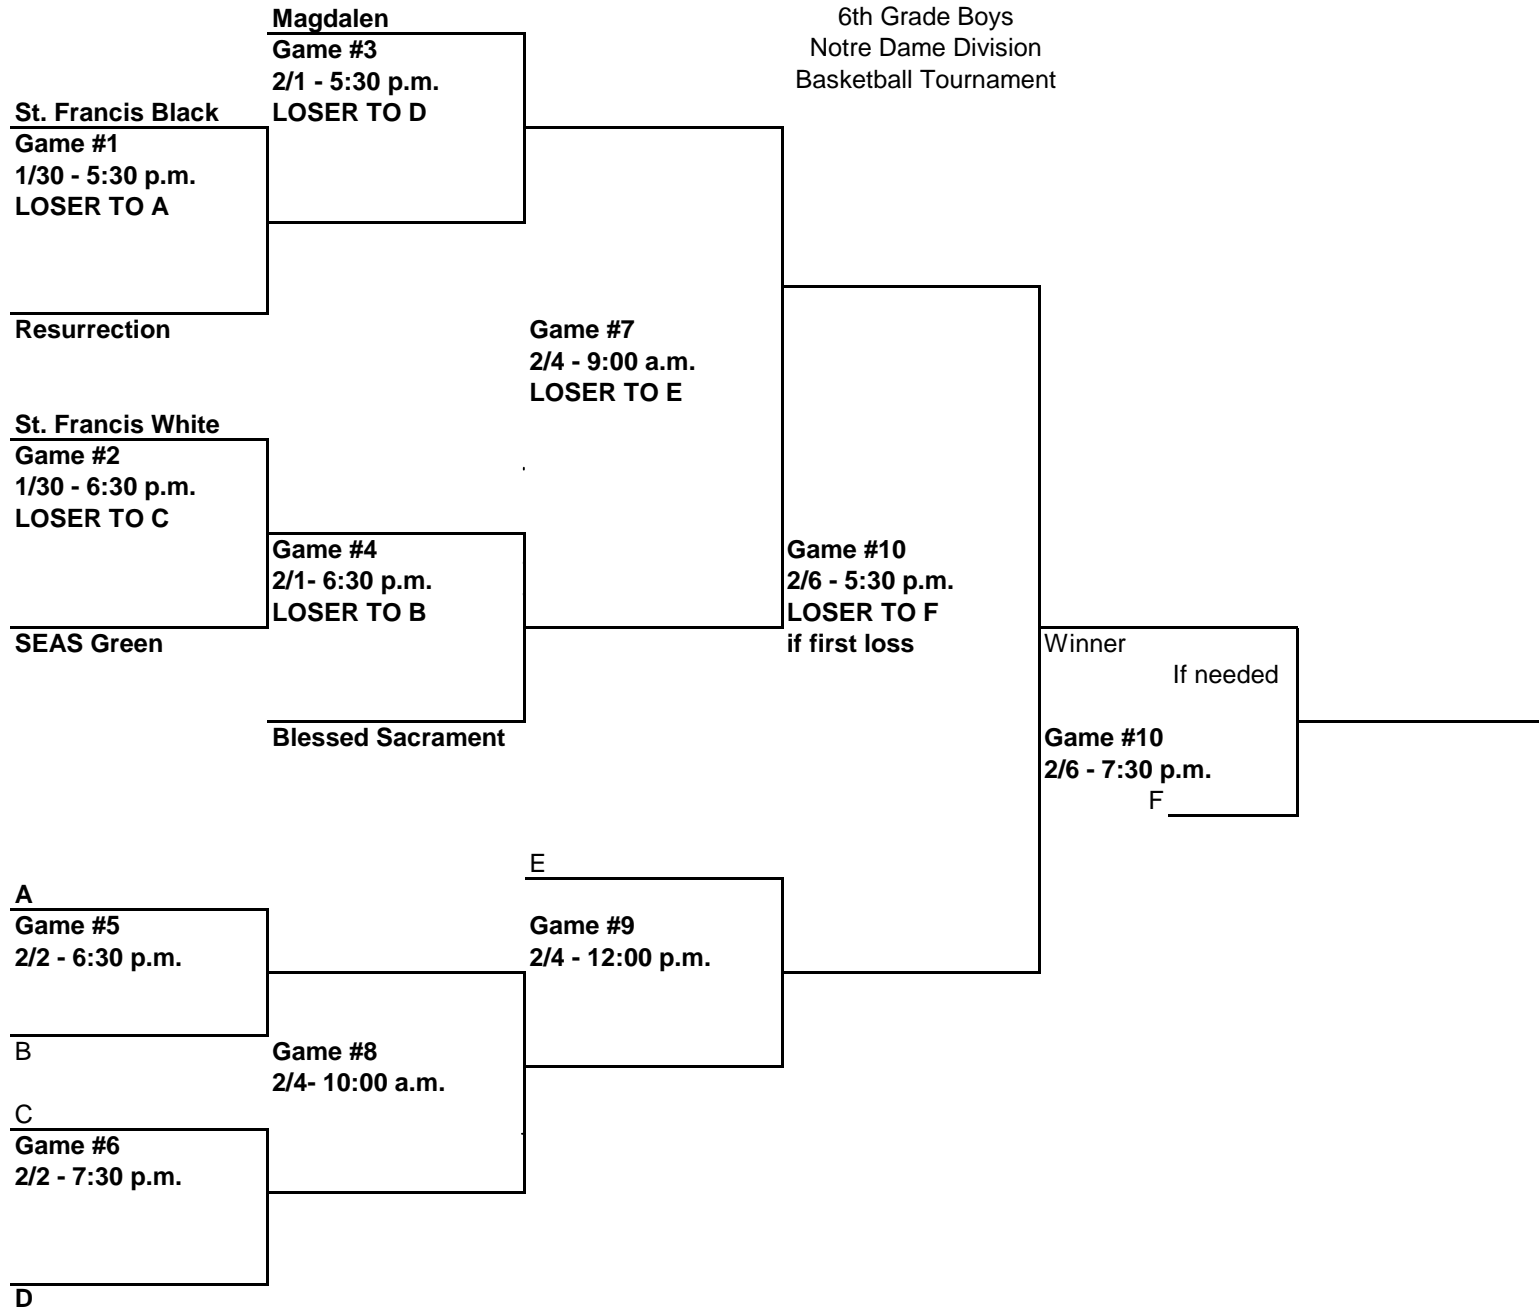 Magdalen
6th Grade Boys
Notre Dame Division
Basketball Tournament
Game #3
2/1 - 5:30 p.m.
LOSER TO D
St. Francis Black
Game #1
1/30 - 5:30 p.m.
LOSER TO A
Resurrection
Game #7
2/4 - 9:00 a.m.
LOSER TO E
St. Francis White
Game #2
1/30 - 6:30 p.m.
LOSER TO C
SEAS Green
Game #4
2/1- 6:30 p.m.
LOSER TO B
Blessed Sacrament
Game #10
2/6 - 5:30 p.m.
LOSER TO F
if first loss
Winner
If needed
Game #10
2/6 - 7:30 p.m.
F
E
A
Game #5
2/2 - 6:30 p.m.
B
Game #9
2/4 - 12:00 p.m.
Game #8
2/4- 10:00 a.m.
C
Game #6
2/2 - 7:30 p.m.
D